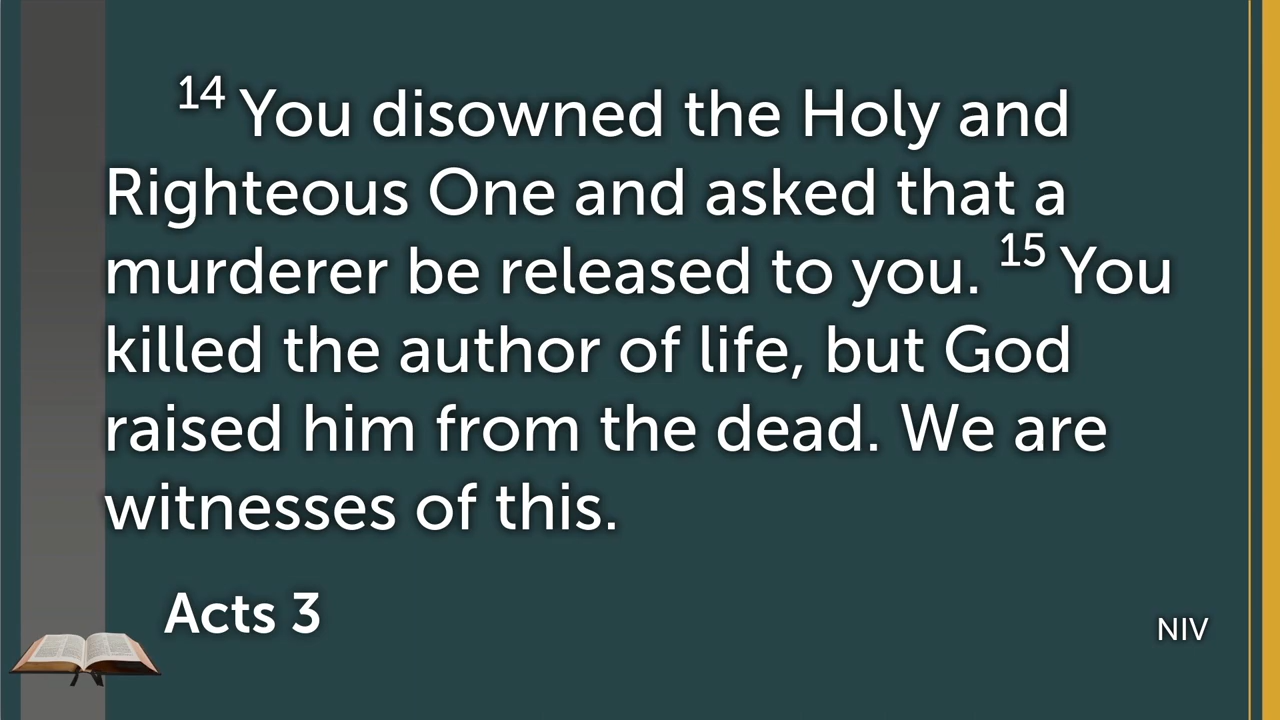 14 You disowned the Holy and
Righteous One and asked that a
murderer be released to you. 15 You
killed the author of life, but God
raised him from the dead. We are
witnesses of this.
Acts 3
NIV